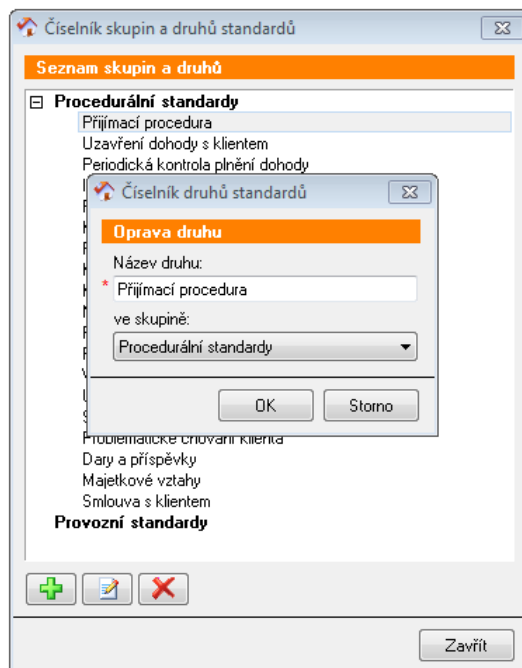 Číselník skupin a druhů standardů
Seznam skupin a druhů
Procedurální standardy
Přijímací procedura
Uzavření dohody s klientem
Periodická kontrola plnění dohody
Číselník druhů standardů
Oprava druhu
Název druhu:
* Přijímací procedura
ve skupině:
Procedurální standardy
OK Storno
Problematické chování klienta
Dary a příspěvky
Majetkové vztahy
Smlouva s klientem
Provozní standardy
Zavřít